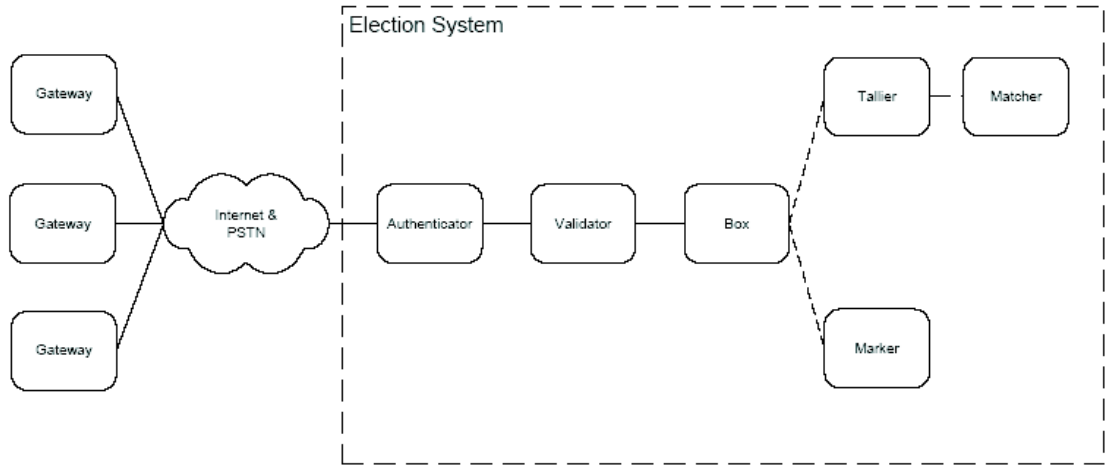 Election System
Gateway
Tallier
Matcher
Gateway
Internet &
PSTN
Authenticator
Validator
Box
Gateway
Marker